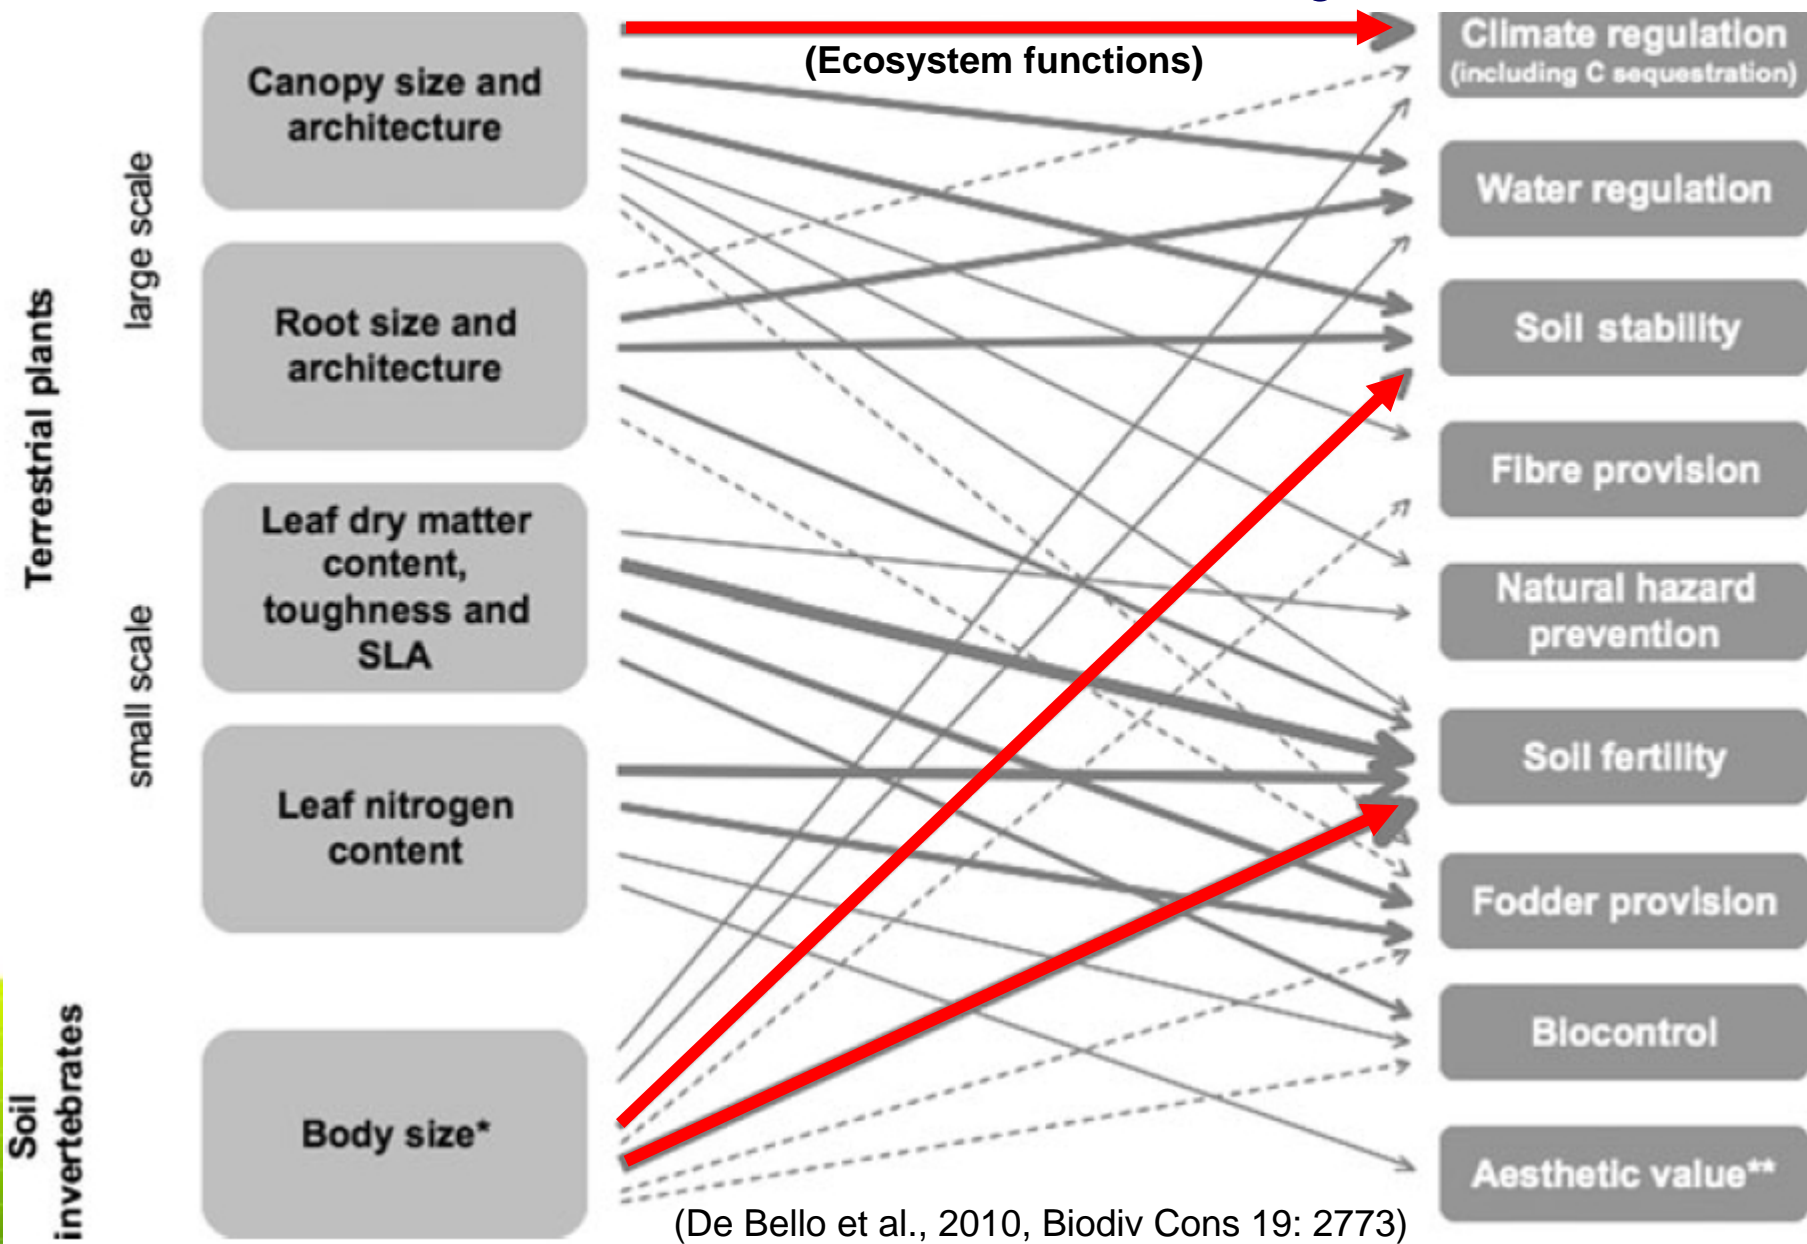 (Ecosystem functions)
Terrestrial plants
large scale
small scale
Soil
invertebrates
Canopy size and
architecture
Root size and
architecture
Leaf dry matter
content,
toughness and
SLA
Leaf nitrogen
content
Body size*
Climate regulation
(including C sequestration)
Water regulation
Soil stability
Fibre provision
Natural hazard
prevention
Soil fertility
Fodder provision
Biocontrol
Aesthetic value**
(De Bello et al., 2010, Biodiv Cons 19: 2773)